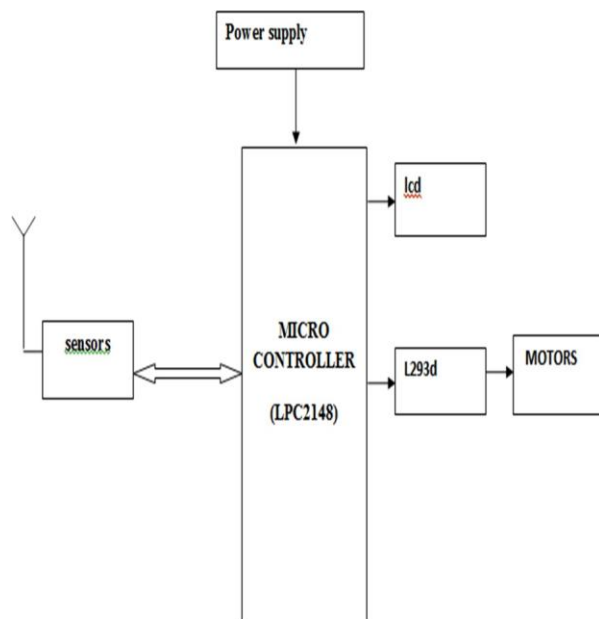 Power supply
lcd
sensors
MICRO
CONTROLLER
(LPC2148)
L293d
MOTORS